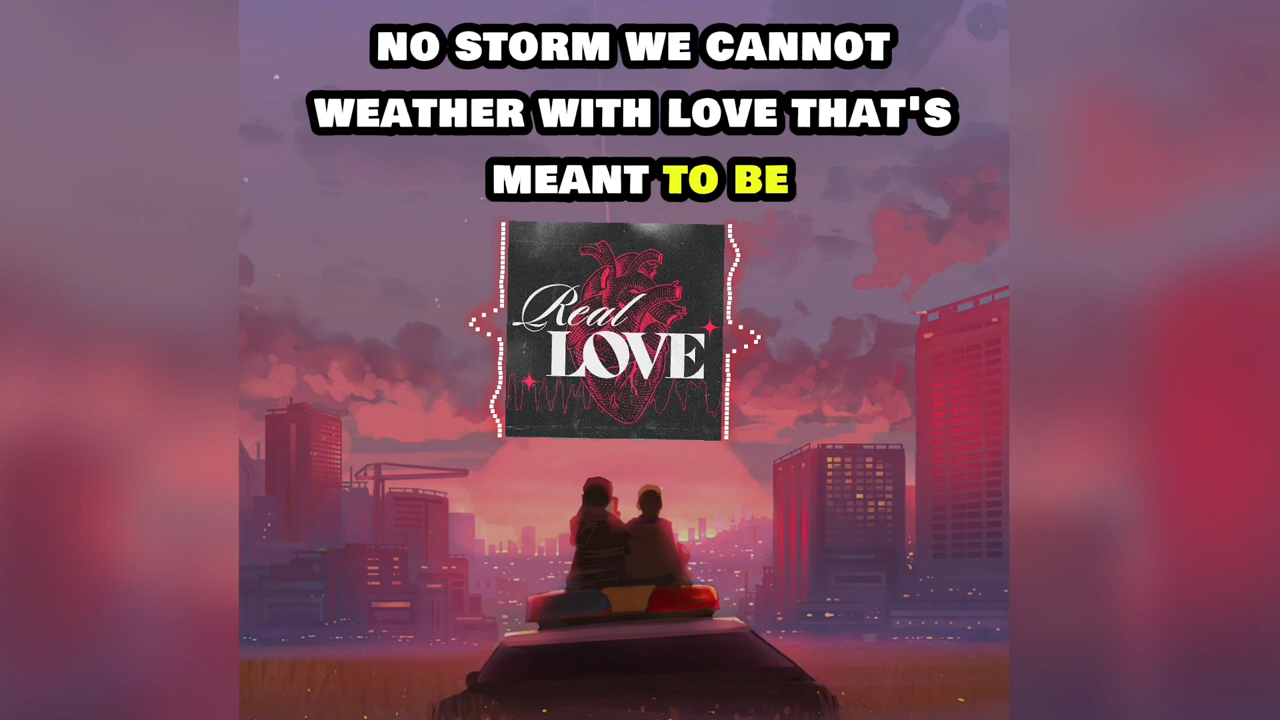 NO STORM WE CANNOT
WEATHER WITH LOVE THAT'S
MEANT TO BE
Real
LOVE